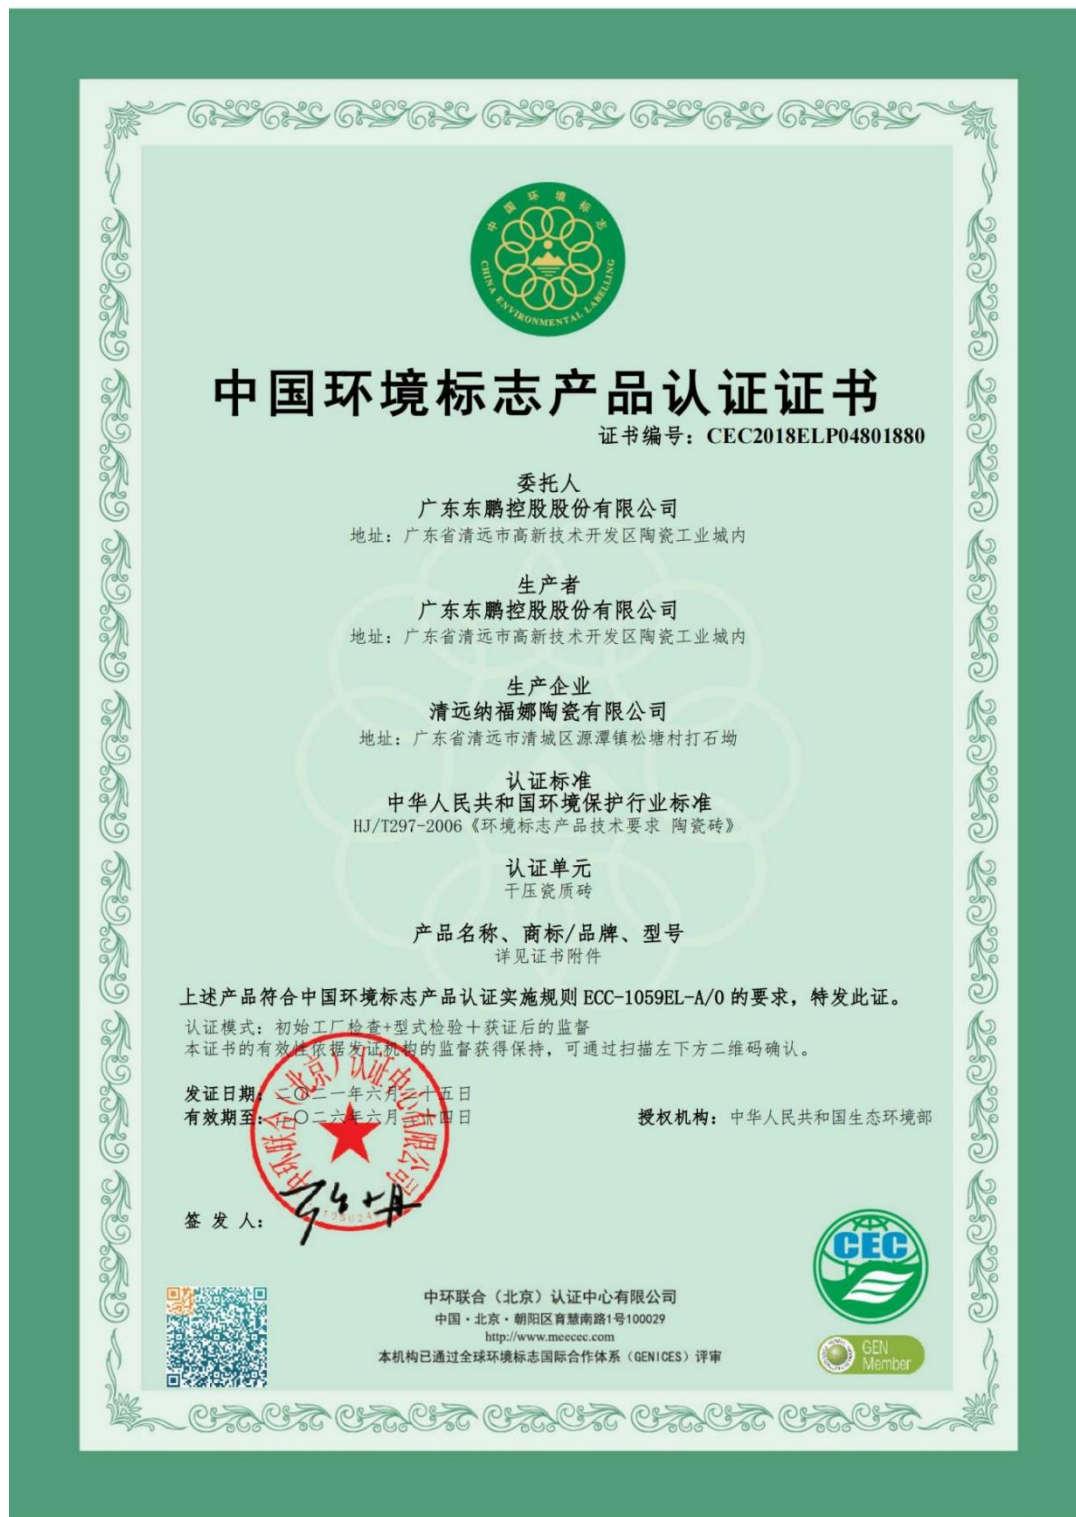 中国环境标志
CHINA ENVIRONMENTAL LABELLING
中国环境标志产品认证证书
证书编号：CEC2018ELP04801880
委托人
广东东鹏控股股份有限公司
地址：广东省清远市高新技术开发区陶瓷工业城内
生产者
广东东鹏控股股份有限公司
地址：广东省清远市高新技术开发区陶瓷工业城内
生产企业
清远纳福娜陶瓷有限公司
地址：广东省清远市清城区源潭镇松塘村打石坳
认证标准
中华人民共和国环境保护行业标准
HJ/T297-2006《环境标志产品技术要求 陶瓷砖》
认证单元
干压瓷质砖
产品名称、商标/品牌、型号
详见证书附件
上述产品符合中国环境标志产品认证实施规则 ECC-1059EL-A/0 的要求，特发此证。
认证模式：初始工厂检查+型式检验＋获证后的监督
本证书的有效性依据发证机构的监督获得保持，可通过扫描左下方二维码确认。
发证日期：二〇二一年六月二十五日
有效期至：二〇二六年六月二十四日
授权机构：中华人民共和国生态环境部
中环联合（北京）认证中心有限公司
签 发 人：
CEC
中环联合（北京）认证中心有限公司
中国·北京·朝阳区育慧南路1号100029
http://www.meecec.com
本机构已通过全球环境标志国际合作体系（GENICES）评审
GEN
Member